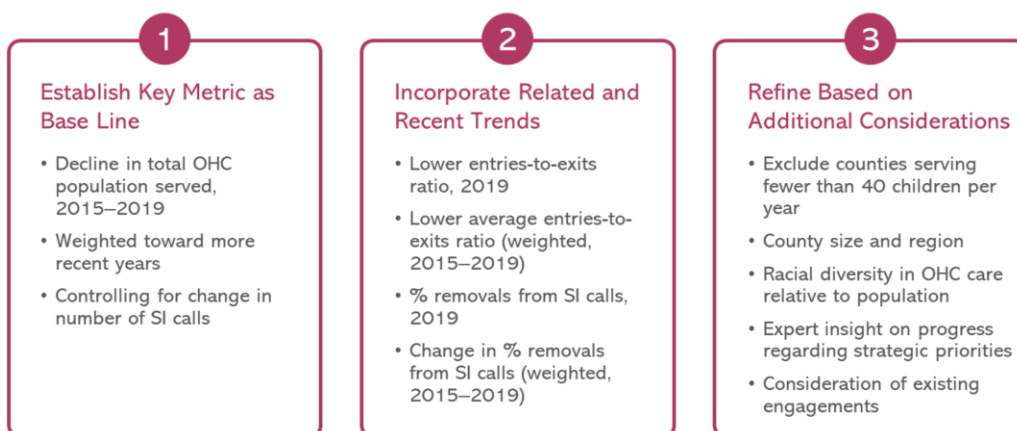 1
Establish Key Metric as
Base Line
• Decline in total OHC
population served,
2015–2019
• Weighted toward more
recent years
• Controlling for change in
number of SI calls
2
Incorporate Related and
Recent Trends
• Lower entries-to-exits
ratio, 2019
• Lower average entries-to-
exits ratio (weighted,
2015–2019)
• % removals from SI calls,
2019
• Change in % removals
from SI calls (weighted,
2015–2019)
3
Refine Based on
Additional Considerations
• Exclude counties serving
fewer than 40 children per
year
• County size and region
• Racial diversity in OHC care
relative to population
• Expert insight on progress
regarding strategic priorities
• Consideration of existing
engagements